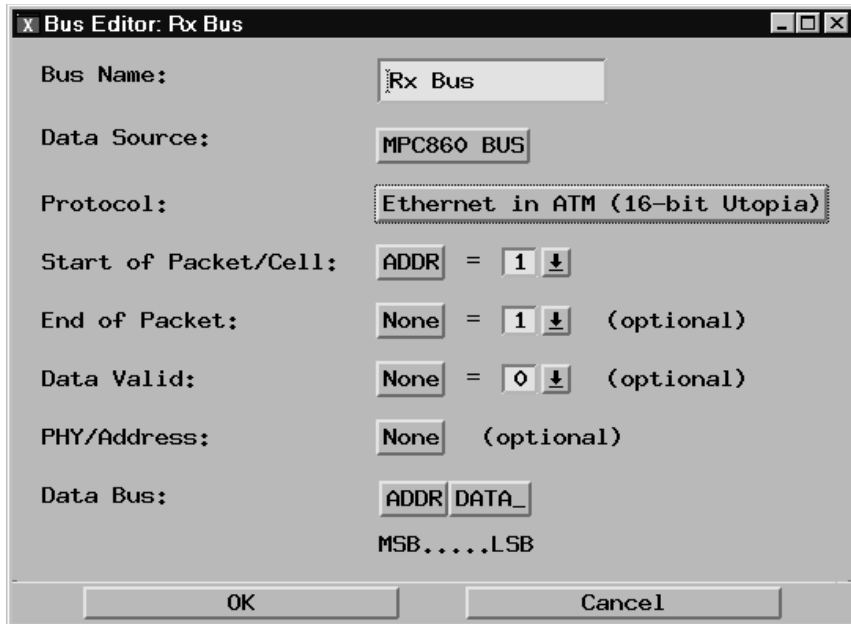 X Bus Editor: Rx Bus
Bus Name: Rx Bus
Data Source: MPC860 BUS
Protocol: Ethernet in ATM (16-bit Utopia)
Start of Packet/Cell: ADDR = 1
End of Packet: None = 1 (optional)
Data Valid: None = 0 (optional)
PHY/Address: None (optional)
Data Bus: ADDR DATA_
MSB.....LSB
OK Cancel